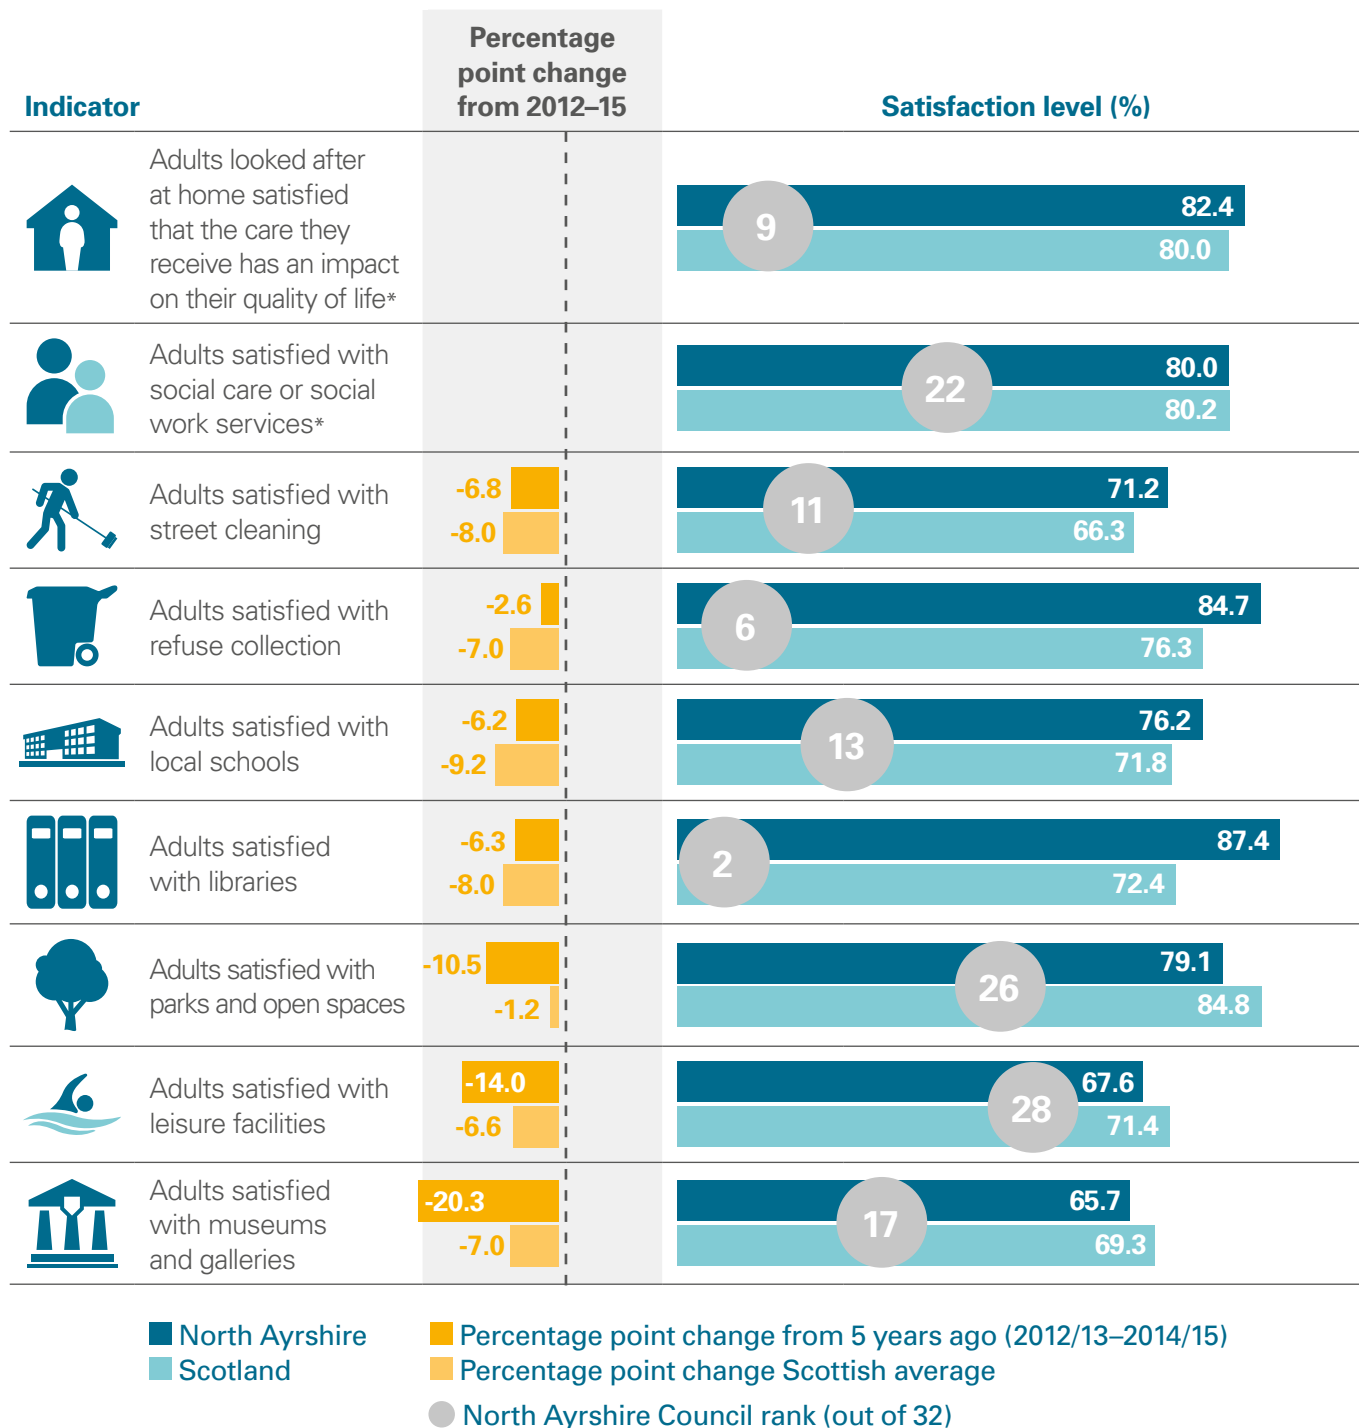 Percentage
point change
from 2012–15
Indicator
Satisfaction level (%)
Adults looked after
at home satisfied
that the care they
receive has an impact
on their quality of life*
9
82.4
80.0
Adults satisfied with
social care or social
work services*
22
80.0
80.2
Adults satisfied with
street cleaning
-6.8
-8.0
11
71.2
66.3
Adults satisfied with
refuse collection
-2.6
-7.0
6
84.7
76.3
Adults satisfied with
local schools
-6.2
-9.2
13
76.2
71.8
Adults satisfied
with libraries
-6.3
-8.0
2
87.4
72.4
Adults satisfied with
parks and open spaces
-10.5
-1.2
26
79.1
84.8
Adults satisfied with
leisure facilities
-14.0
-6.6
28
67.6
71.4
Adults satisfied
with museums
and galleries
-20.3
-7.0
17
65.7
69.3
North Ayrshire
Scotland
Percentage point change from 5 years ago (2012/13–2014/15)
Percentage point change Scottish average
North Ayrshire Council rank (out of 32)